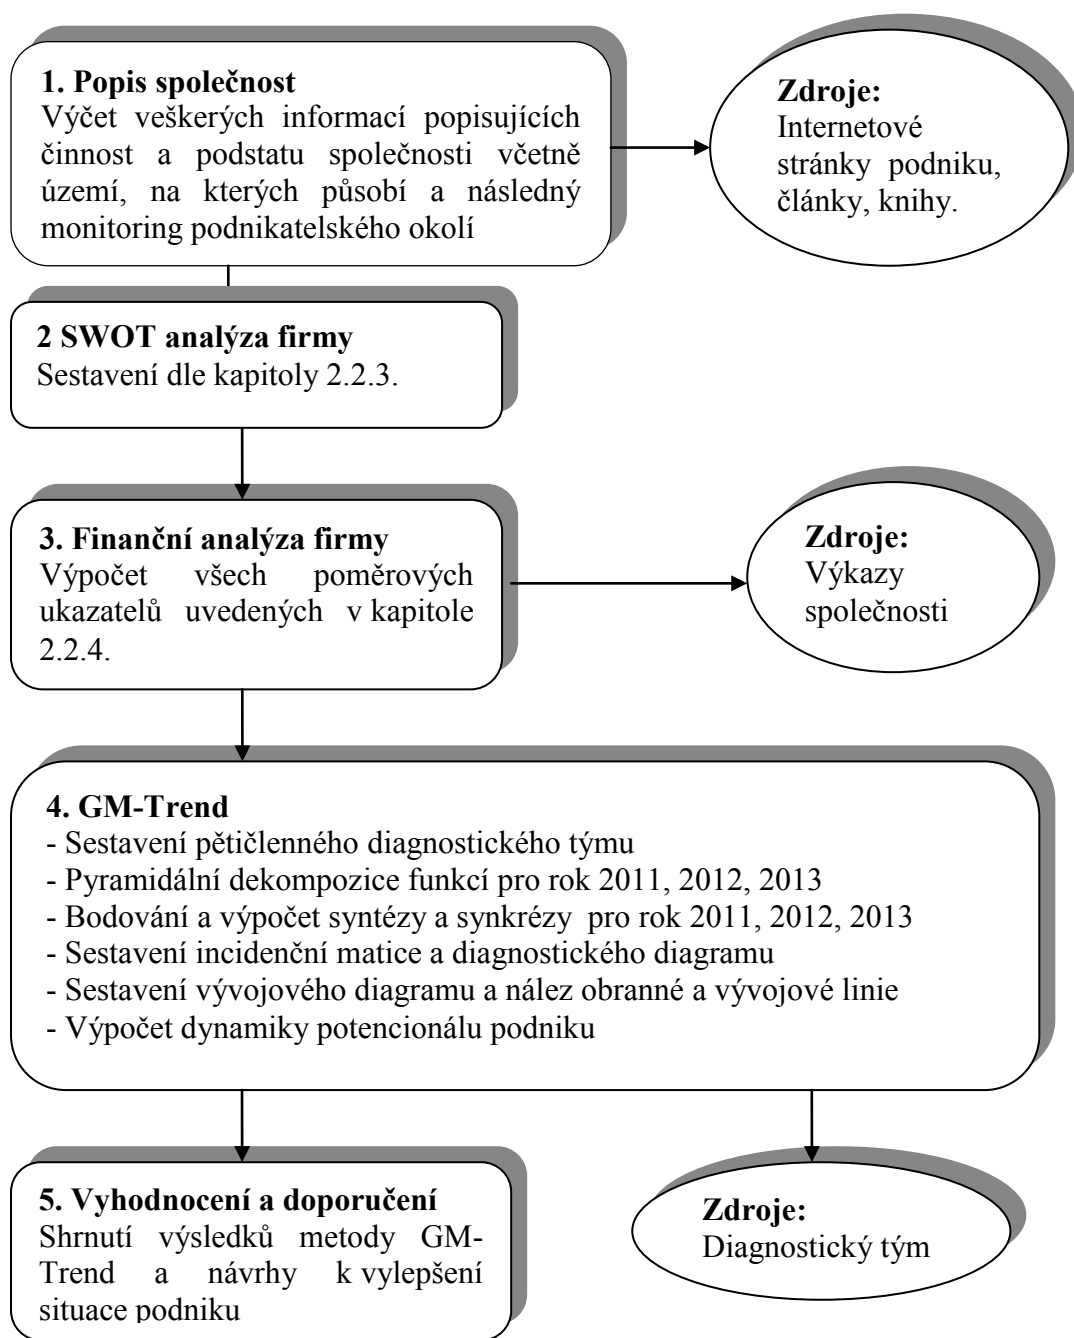 1. Popis společnost
Výčet veškerých informací popisujících
činnost a podstatu společnosti včetně
území, na kterých působí a následný
monitoring podnikatelského okolí
Zdroje:
Internetové
stránky podniku,
články, knihy.
2 SWOT analýza firmy
Sestavení dle kapitoly 2.2.3.
3. Finanční analýza firmy
Výpočet všech poměrových
ukazatelů uvedených v kapitole
2.2.4.
Zdroje:
Výkazy
společnosti
4. GM-Trend
- Sestavení pětičlenného diagnostického týmu
- Pyramidální dekompozice funkcí pro rok 2011, 2012, 2013
- Bodování a výpočet syntézy a synkrézy pro rok 2011, 2012, 2013
- Sestavení incidenční matice a diagnostického diagramu
- Sestavení vývojového diagramu a nález obranné a vývojové linie
- Výpočet dynamiky potencionálu podniku
5. Vyhodnocení a doporučení
Shrnutí výsledků metody GM-
Trend a návrhy k vylepšení
situace podniku
Zdroje:
Diagnostický tým